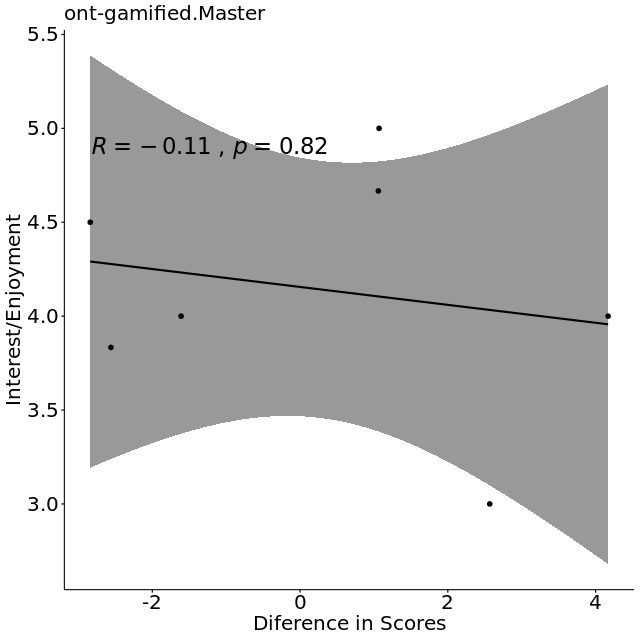 ont-gamified.Master
5.5
5.0
R = −0.11 , p = 0.82
4.5
4.0
3.5
3.0
Interest/Enjoyment
-2 0 2 4
Diference in Scores